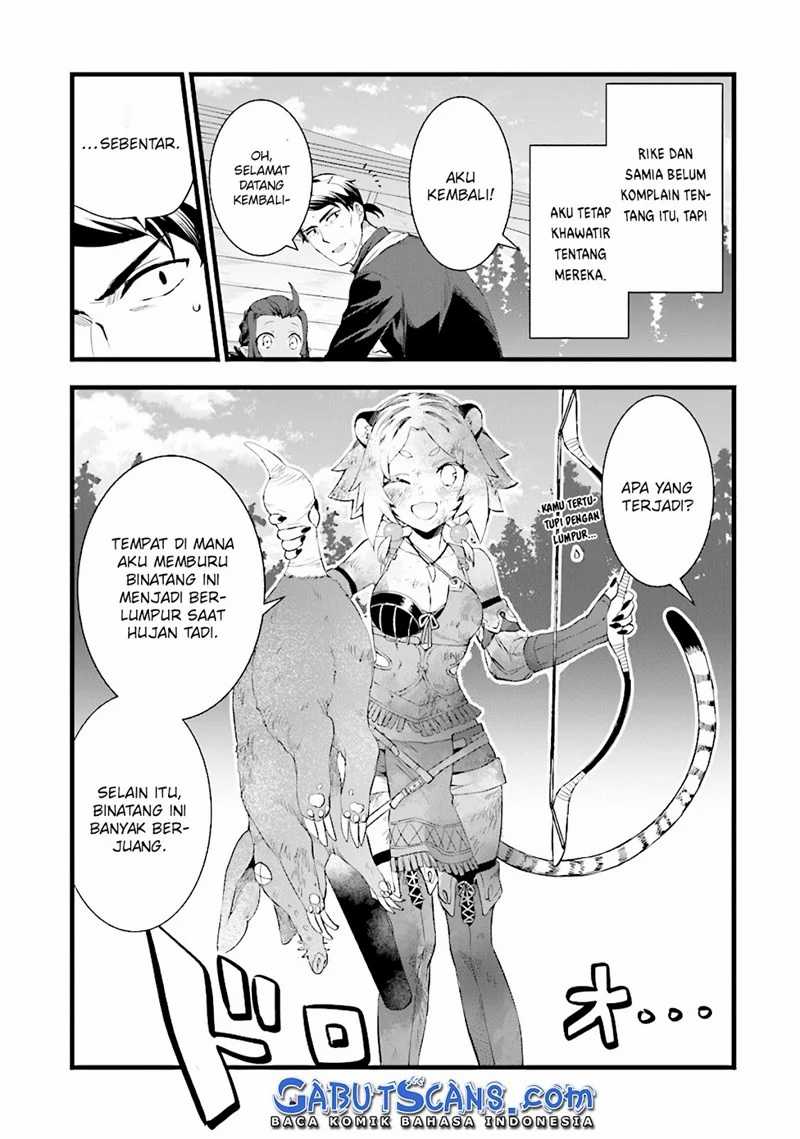 RIKE DAN
SAMIA BELUM
KOMPLAIN TEN-
TANG ITU, TAPI
AKU TETAP
KHAWATIR
TENTANG
MEREKA.
AKU
KEMBALI!
OH,
SELAMAT
DATANG
KEMBALI-
...SEBENTAR.
APA YANG
TERJADI?
KAMU TERTU-
TUPI DENGAN
LUMPUR...
TEMPAT DI MANA
AKU MEMBURU
BINATANG INI
MENJADI BER-
LUMPUR SAAT
HUJAN TADI.
SELAIN ITU,
BINATANG INI
BANYAK BER-
JUANG.
ドロ
オ...
GABUTSCANS.COM
BACA KOMIK BAHASA INDONESIA